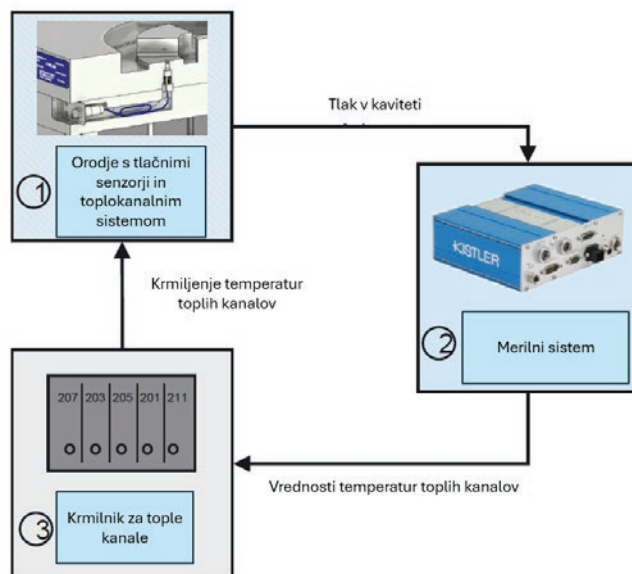 Tlak v kaviteti
1
Orodje s tlačnimi
senzorji in
toplokanalnim
sistemom
KISTLER
2
Merilni sistem
Krmiljenje temperatur
toplih kanalov
207 203 205 201 211
Vrednosti temperatur toplih kanalov
3
Krmilnik za tople
kanale